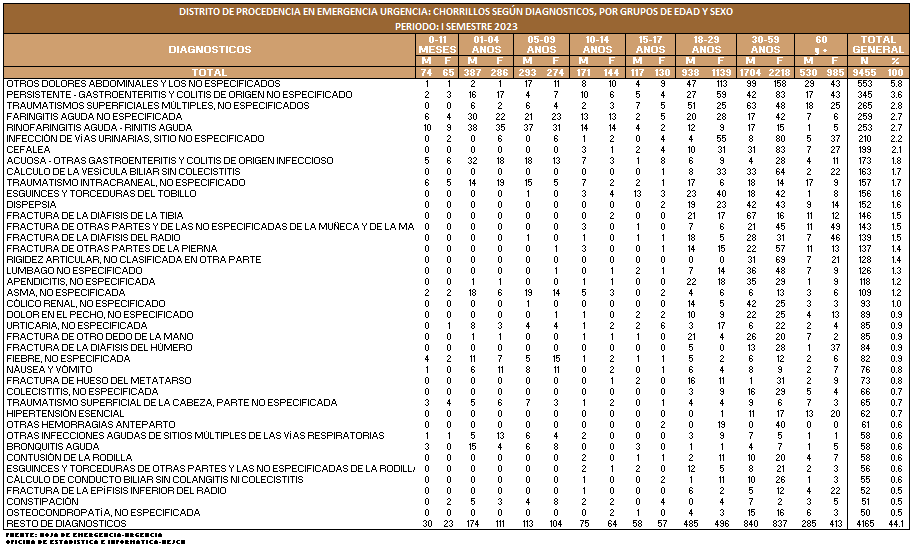 DISTRITO DE PROCEDENCIA EN EMERGENCIA URGENCIA: CHORRILLOS SEGÚN DIAGNOSTICOS, POR GRUPOS DE EDAD Y SEXO
PERIODO: I SEMESTRE 2023
DIAGNOSTICOS 0-11 MESES 01-04 ANOS 05-09 ANOS 10-14 ANOS 15-17 ANOS 18-29 ANOS 30-59 ANOS 60 g + TOTAL GENERAL
M F M F M F M F M F M F M F M F N %
TOTAL 74 65 387 286 293 274 171 144 117 130 938 1139 1704 2218 530 985 9455 100
OTROS DOLORES ABDOMINALES Y LOS NO ESPECIFICADOS 1 1 2 1 17 11 8 10 4 9 47 113 99 158 29 43 553 5.8
PERSISTENTE - GASTROENTERITIS Y COLITIS DE ORIGEN NO ESPECIFICADO 2 3 16 17 4 7 10 6 5 4 27 59 42 83 17 43 345 3.6
TRAUMATISMOS SUPERFICIALES MÚLTIPLES, NO ESPECIFICADOS 0 0 6 2 6 4 2 3 7 5 51 25 63 48 18 25 265 2.8
FARINGITIS AGUDA NO ESPECIFICADA 6 4 30 22 21 23 13 13 2 5 20 28 17 42 7 6 259 2.7
RINOFARINGITIS AGUDA - RINITIS AGUDA 10 9 38 35 37 31 14 14 4 2 12 9 17 15 1 5 253 2.7
INFECCIÓN DE VÍAS URINARIAS, SITIO NO ESPECIFICADO 0 2 0 6 0 6 0 1 0 4 4 55 8 80 5 37 210 2.2
CEFALEA 0 0 0 0 0 0 3 1 2 4 10 31 31 83 7 27 199 2.1
ACUOSA - OTRAS GASTROENTERITIS Y COLITIS DE ORIGEN INFECCIOSO 5 6 32 18 18 13 7 3 1 8 6 9 4 28 4 11 173 1.8
CÁLCULO DE LA VESÍCULA BILIAR SIN COLECISTITIS 0 0 0 0 0 0 0 0 0 1 8 33 33 64 2 22 163 1.7
TRAUMATISMO INTRACRANEAL, NO ESPECIFICADO 6 5 14 19 15 5 7 2 2 1 17 6 18 14 17 9 157 1.7
ESGUINCES Y TORCEDURAS DEL TOBILLO 0 0 0 0 1 0 3 4 13 3 23 40 18 42 1 8 156 1.6
DISPEPSIA 0 0 0 0 0 0 0 0 0 2 19 23 42 43 9 14 152 1.6
FRACTURA DE LA DIÁFISIS DE LA TIBIA 0 0 0 0 0 0 0 2 0 0 21 17 67 16 11 12 146 1.5
FRACTURA DE OTRAS PARTES Y DE LAS NO ESPECIFICADAS DE LA MUÑECA Y DE LA MA 0 0 0 0 0 0 3 0 1 0 7 6 21 45 11 49 143 1.5
FRACTURA DE LA DIÁFISIS DEL RADIO 0 0 0 0 1 0 9 1 0 0 18 5 28 31 7 46 139 1.5
FRACTURA DE OTRAS PARTES DE LA PIERNA 0 0 0 0 0 1 3 0 0 1 14 15 22 57 11 13 137 1.4
RIGIDEZ ARTICULAR, NO CLASIFICADA EN OTRA PARTE 0 0 0 0 0 0 0 0 0 0 0 0 31 69 7 21 128 1.4
LUMBAGO NO ESPECIFICADO 0 0 0 0 0 1 0 0 2 1 7 14 36 48 7 9 126 1.3
APENDICITIS, NO ESPECIFICADA 0 0 1 1 0 1 0 0 0 0 22 18 35 29 1 9 118 1.2
ASMA, NO ESPECIFICADO 2 2 18 6 19 14 5 3 0 2 4 6 6 13 3 6 109 1.2
CÓLICO RENAL, NO ESPECIFICADO 0 0 0 0 1 0 0 0 0 0 14 5 42 25 3 3 93 1.0
DOLOR EN EL PECHO, NO ESPECIFICADO 0 0 0 0 0 1 1 0 2 2 10 9 22 25 4 13 89 0.9
URTICARIA, NO ESPECIFICADA 0 1 8 3 4 4 1 2 2 6 3 17 6 22 2 4 85 0.9
FRACTURA DE OTRO DEDO DE LA MANO 0 0 1 1 0 0 0 1 2 0 21 4 26 20 7 2 85 0.9
FRACTURA DE LA DIÁFISIS DEL HÚMERO 0 0 0 0 0 0 0 0 0 0 5 0 13 28 1 37 84 0.9
FIEBRE, NO ESPECIFICADA 4 2 11 7 5 15 1 1 1 1 5 2 6 12 2 6 82 0.9
NÁUSEA Y VÓMITO 1 0 6 11 8 11 0 2 0 1 6 4 8 9 2 7 76 0.8
FRACTURA DE HUESO DEL METATARSO 0 0 0 0 0 0 0 1 2 0 16 11 1 31 2 9 73 0.8
COLECISTITIS, NO ESPECIFICADA 0 0 0 0 0 0 0 0 0 0 3 9 16 29 5 4 66 0.7
TRAUMATISMO SUPERFICIAL DE LA CABEZA, PARTE NO ESPECIFICADA 3 4 5 6 7 3 1 2 1 0 4 4 9 6 7 3 65 0.7
HIPERTENSIÓN ESENCIAL 0 0 0 0 0 0 0 0 0 0 0 1 11 17 13 20 62 0.7
OTRAS HEMORRAGIAS ANTEPARTO 0 0 0 0 0 0 0 0 0 2 0 19 0 40 0 0 61 0.6
OTRAS INFECCIONES AGUDAS DE SITIOS MÚLTIPLES DE LAS VÍAS RESPIRATORIAS 1 1 5 13 6 4 2 0 0 0 3 9 7 5 1 1 58 0.6
BRONQUITIS AGUDA 3 0 15 4 6 8 0 0 3 0 1 1 4 7 1 5 58 0.6
CONTUSIÓN DE LA RODILLA 0 0 0 0 0 0 2 0 1 1 2 11 10 20 4 7 58 0.6
ESGUINCES Y TORCEDURAS DE OTRAS PARTES Y LAS NO ESPECIFICADAS DE LA RODILLA 0 0 0 0 0 0 2 1 2 0 12 5 8 21 2 3 56 0.6
CÁLCULO DE CONDUCTO BILIAR SIN COLANGITIS NI COLECISTITIS 0 0 0 0 0 0 0 0 0 2 1 11 10 26 1 3 55 0.6
FRACTURA DE LA EPÍFISIS INFERIOR DEL RADIO 0 0 0 0 0 0 0 0 1 0 6 2 5 12 4 22 52 0.5
CONSTIPACIÓN 0 2 5 3 4 8 2 2 0 4 0 4 7 2 3 5 51 0.5
OSTEOCONDROPATÍA, NO ESPECIFICADA 0 0 0 0 0 0 0 2 0 1 4 3 15 16 6 3 50 0.5
RESTO DE DIAGNOSTICOS 30 23 174 111 113 104 75 64 58 57 485 496 840 837 285 413 4165 44.1
FUENTE: HOJA DE EMERGENCIA-URGENCIA
OFICINA DE ESTADISTICA E INFORMATICA-HEJCU